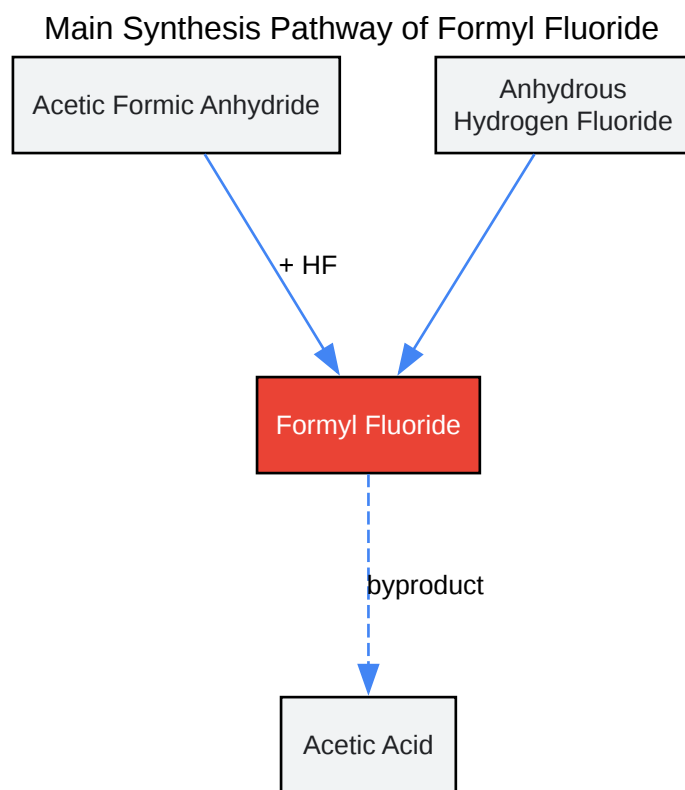 Main Synthesis Pathway of Formyl Fluoride
Acetic Formic Anhydride
Anhydrous
Hydrogen Fluoride
+ HF
Formyl Fluoride
byproduct
Acetic Acid